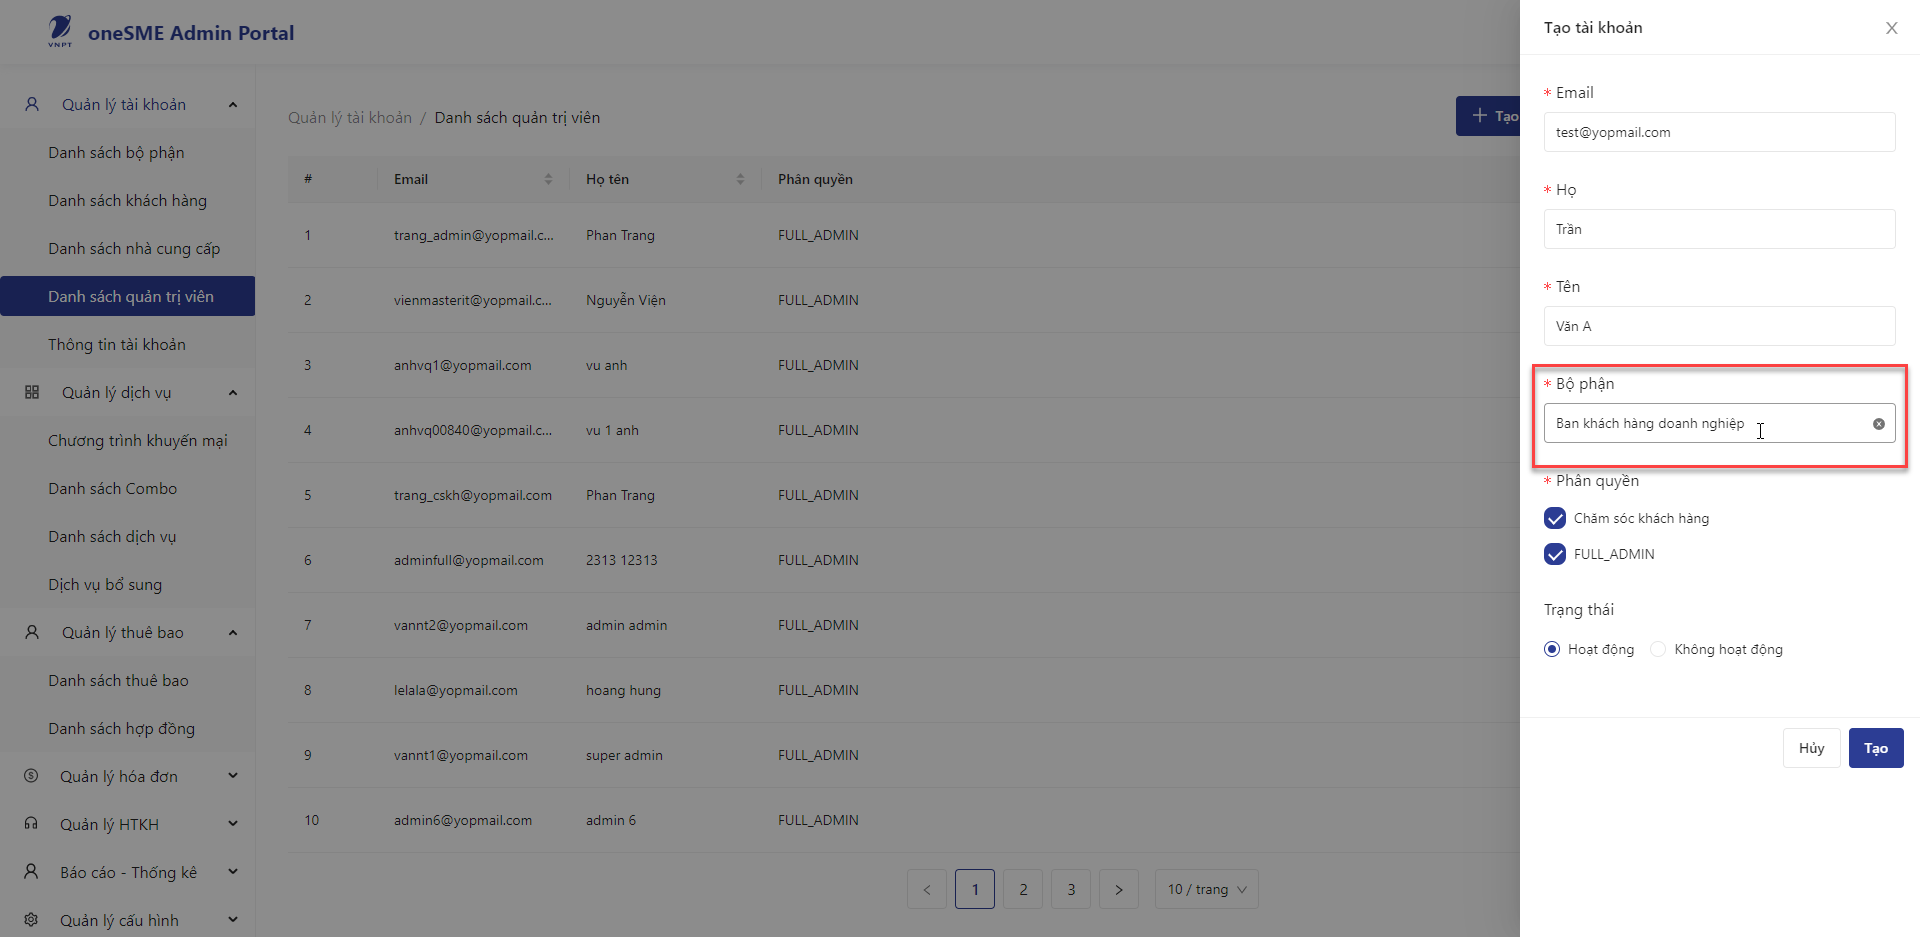 VNPT
oneSME Admin Portal
Quản lý tài khoản
Danh sách bộ phận
Danh sách khách hàng
Danh sách nhà cung cấp
Danh sách quản trị viên
Thông tin tài khoản
Quản lý dịch vụ
Chương trình khuyến mại
Danh sách Combo
Danh sách dịch vụ
Dịch vụ bổ sung
Quản lý thuê bao
Danh sách thuê bao
Danh sách hợp đồng
Quản lý hóa đơn
Quản lý HTKH
Báo cáo - Thống kê
Quản lý cấu hình
Quản lý tài khoản / Danh sách quản trị viên
Tạo
# Email Họ tên Phân quyền
1 trang_admin@yopmail.c... Phan Trang FULL_ADMIN
2 vienmasterit@yopmail.c... Nguyễn Viện FULL_ADMIN
3 anhvq1@yopmail.com vu anh FULL_ADMIN
4 anhvq00840@yopmail.c... vu 1 anh FULL_ADMIN
5 trang_cskh@yopmail.com Phan Trang FULL_ADMIN
6 adminfull@yopmail.com 2313 12313 FULL_ADMIN
7 vannt2@yopmail.com admin admin FULL_ADMIN
8 lelala@yopmail.com hoang hung FULL_ADMIN
9 vannt1@yopmail.com super admin FULL_ADMIN
10 admin6@yopmail.com admin 6 FULL_ADMIN
< 1 2 3 > 10 / trang
Tạo tài khoản
* Email
test@yopmail.com
* Họ
Trần
* Tên
Văn A
* Bộ phận
Ban khách hàng doanh nghiệp
* Phân quyền
Chăm sóc khách hàng
FULL_ADMIN
Trạng thái
Hoạt động Không hoạt động
Hủy Tạo